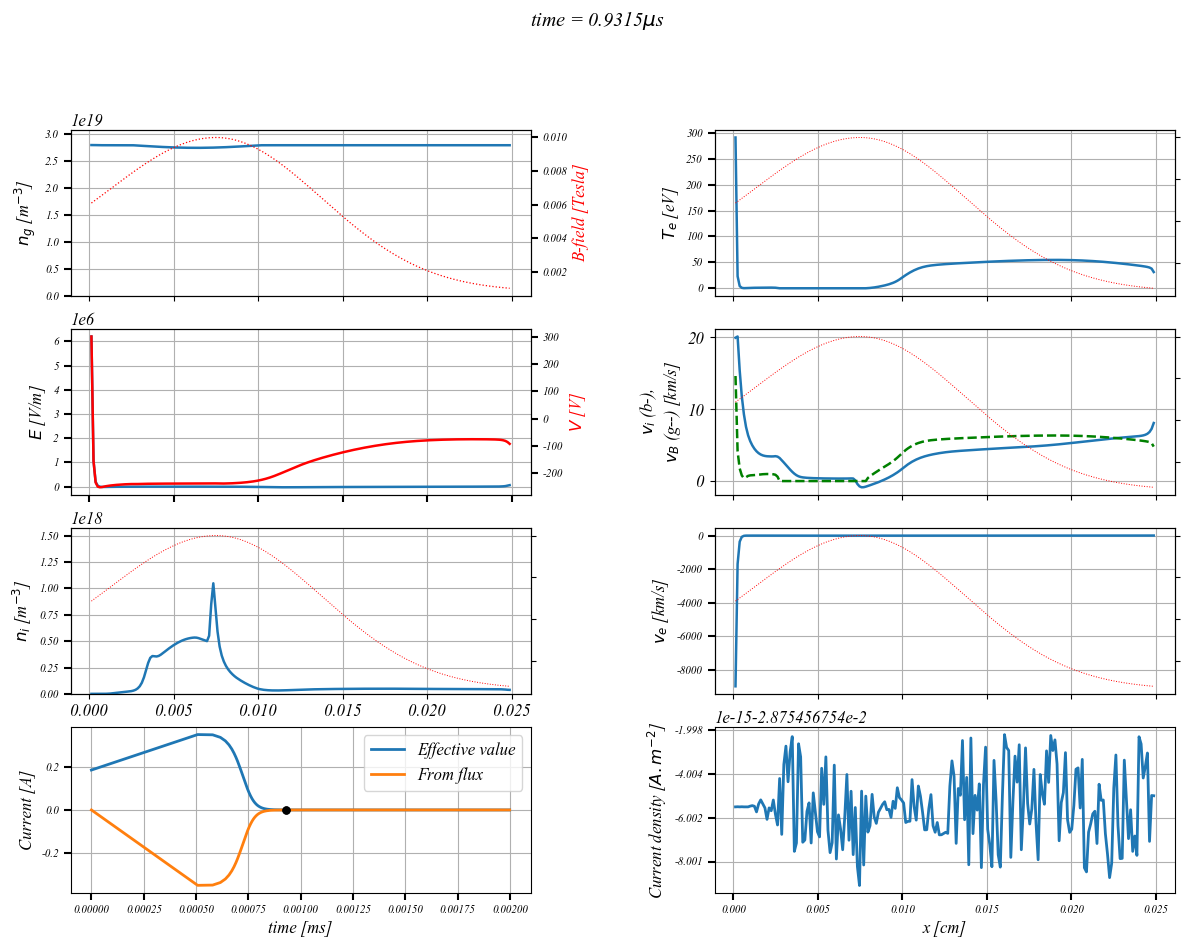 time = 0.9315μs
1e19
3.0
2.5
2.0
1.5
1.0
0.5
0.0
n_g [m^{-3}]
0.010
0.008
0.006
0.004
0.002
B-field [Tesla]
300
250
200
150
100
50
0
T_e [eV]
1e6
6
5
4
3
2
1
0
E [V/m]
300
200
100
0
-100
-200
V [V]
20
10
0
v_i (b-),
v_B (g--) [km/s]
1e18
1.50
1.25
1.00
0.75
0.50
0.25
0.00
n_i [m^{-3}]
0.000 0.005 0.010 0.015 0.020 0.025
0
-2000
-4000
-6000
-8000
v_e [km/s]
0.2
0.0
-0.2
Current [A]
Effective value
From flux
0.00000 0.00025 0.00050 0.00075 0.00100 0.00125 0.00150 0.00175 0.00200
time [ms]
1e-15-2.875456754e-2
-1.998
-4.004
-6.002
-8.001
Current density [A.m^{-2}]
0.000 0.005 0.010 0.015 0.020 0.025
x [cm]